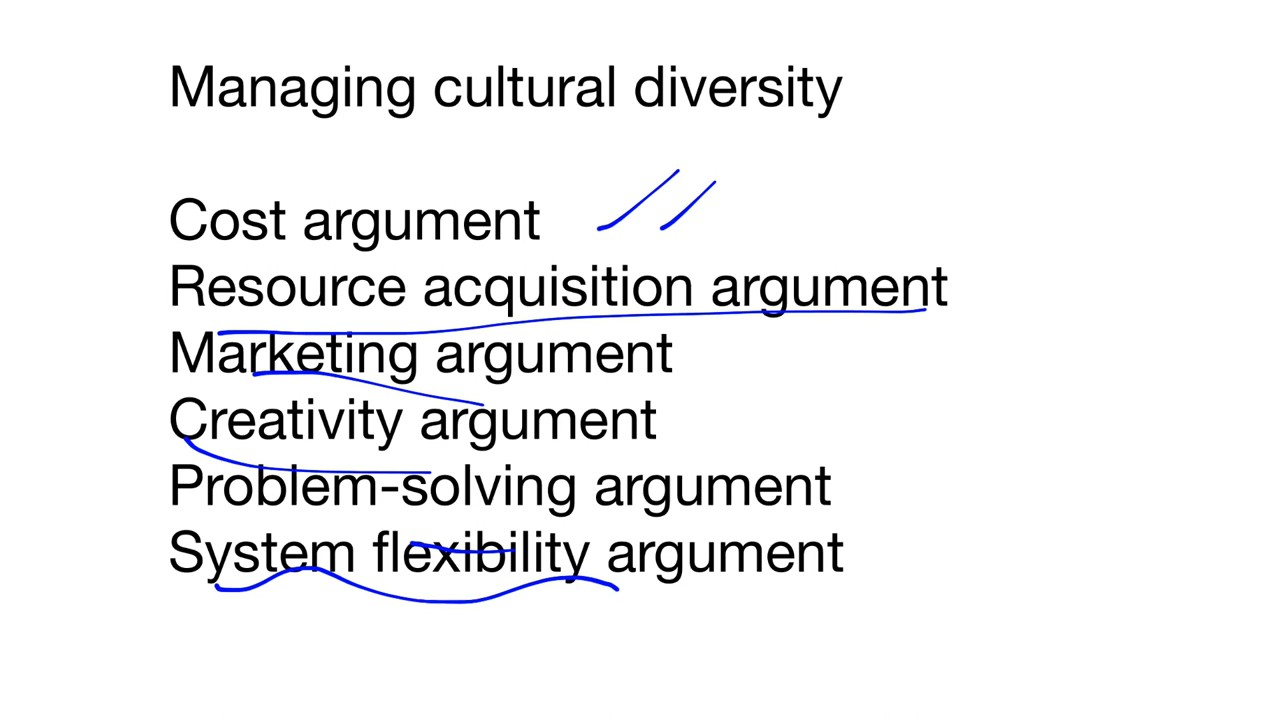 Managing cultural diversity
Cost argument
Resource acquisition argument
Marketing argument
Creativity argument
Problem-solving argument
System flexibility argument